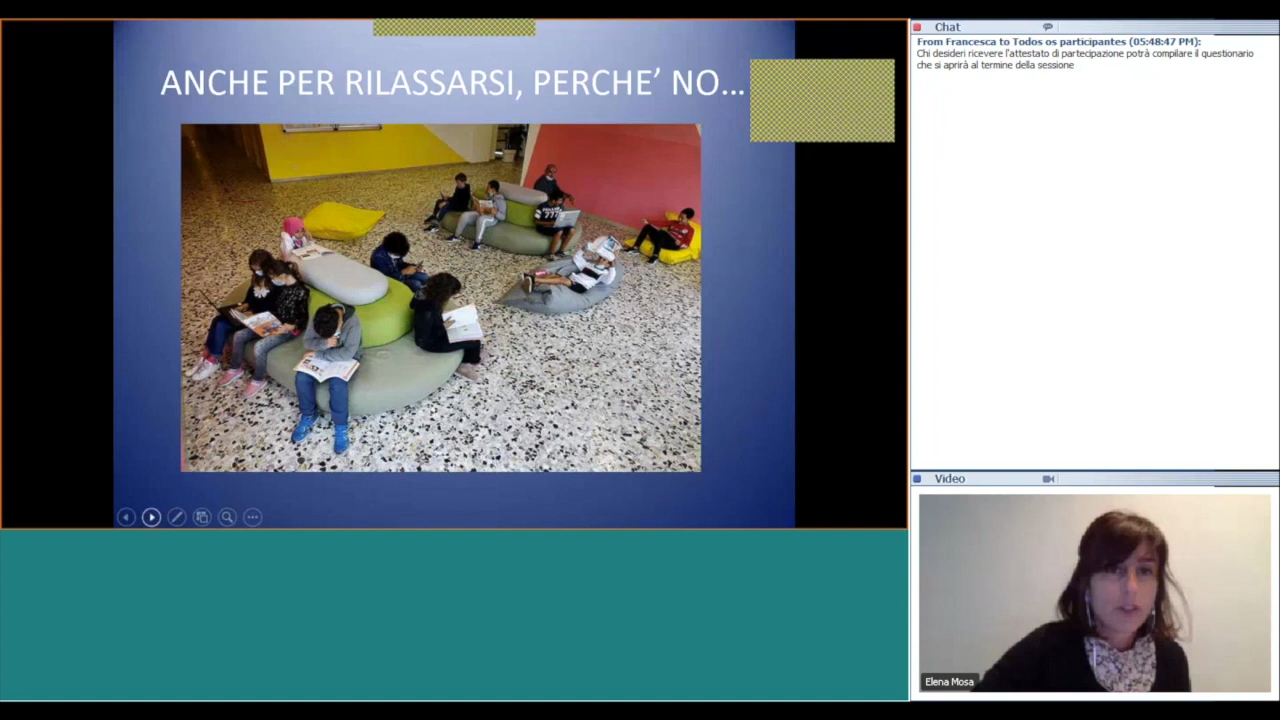 ANCHE PER RILASSARSI, PERCHE’ NO…
777
Chat
From Francesca to Todos os participantes (05:48:47 PM):
Chi desideri ricevere l'attestato di partecipazione potrà compilare il questionario
che si aprirà al termine della sessione
Video
Elena Mosa